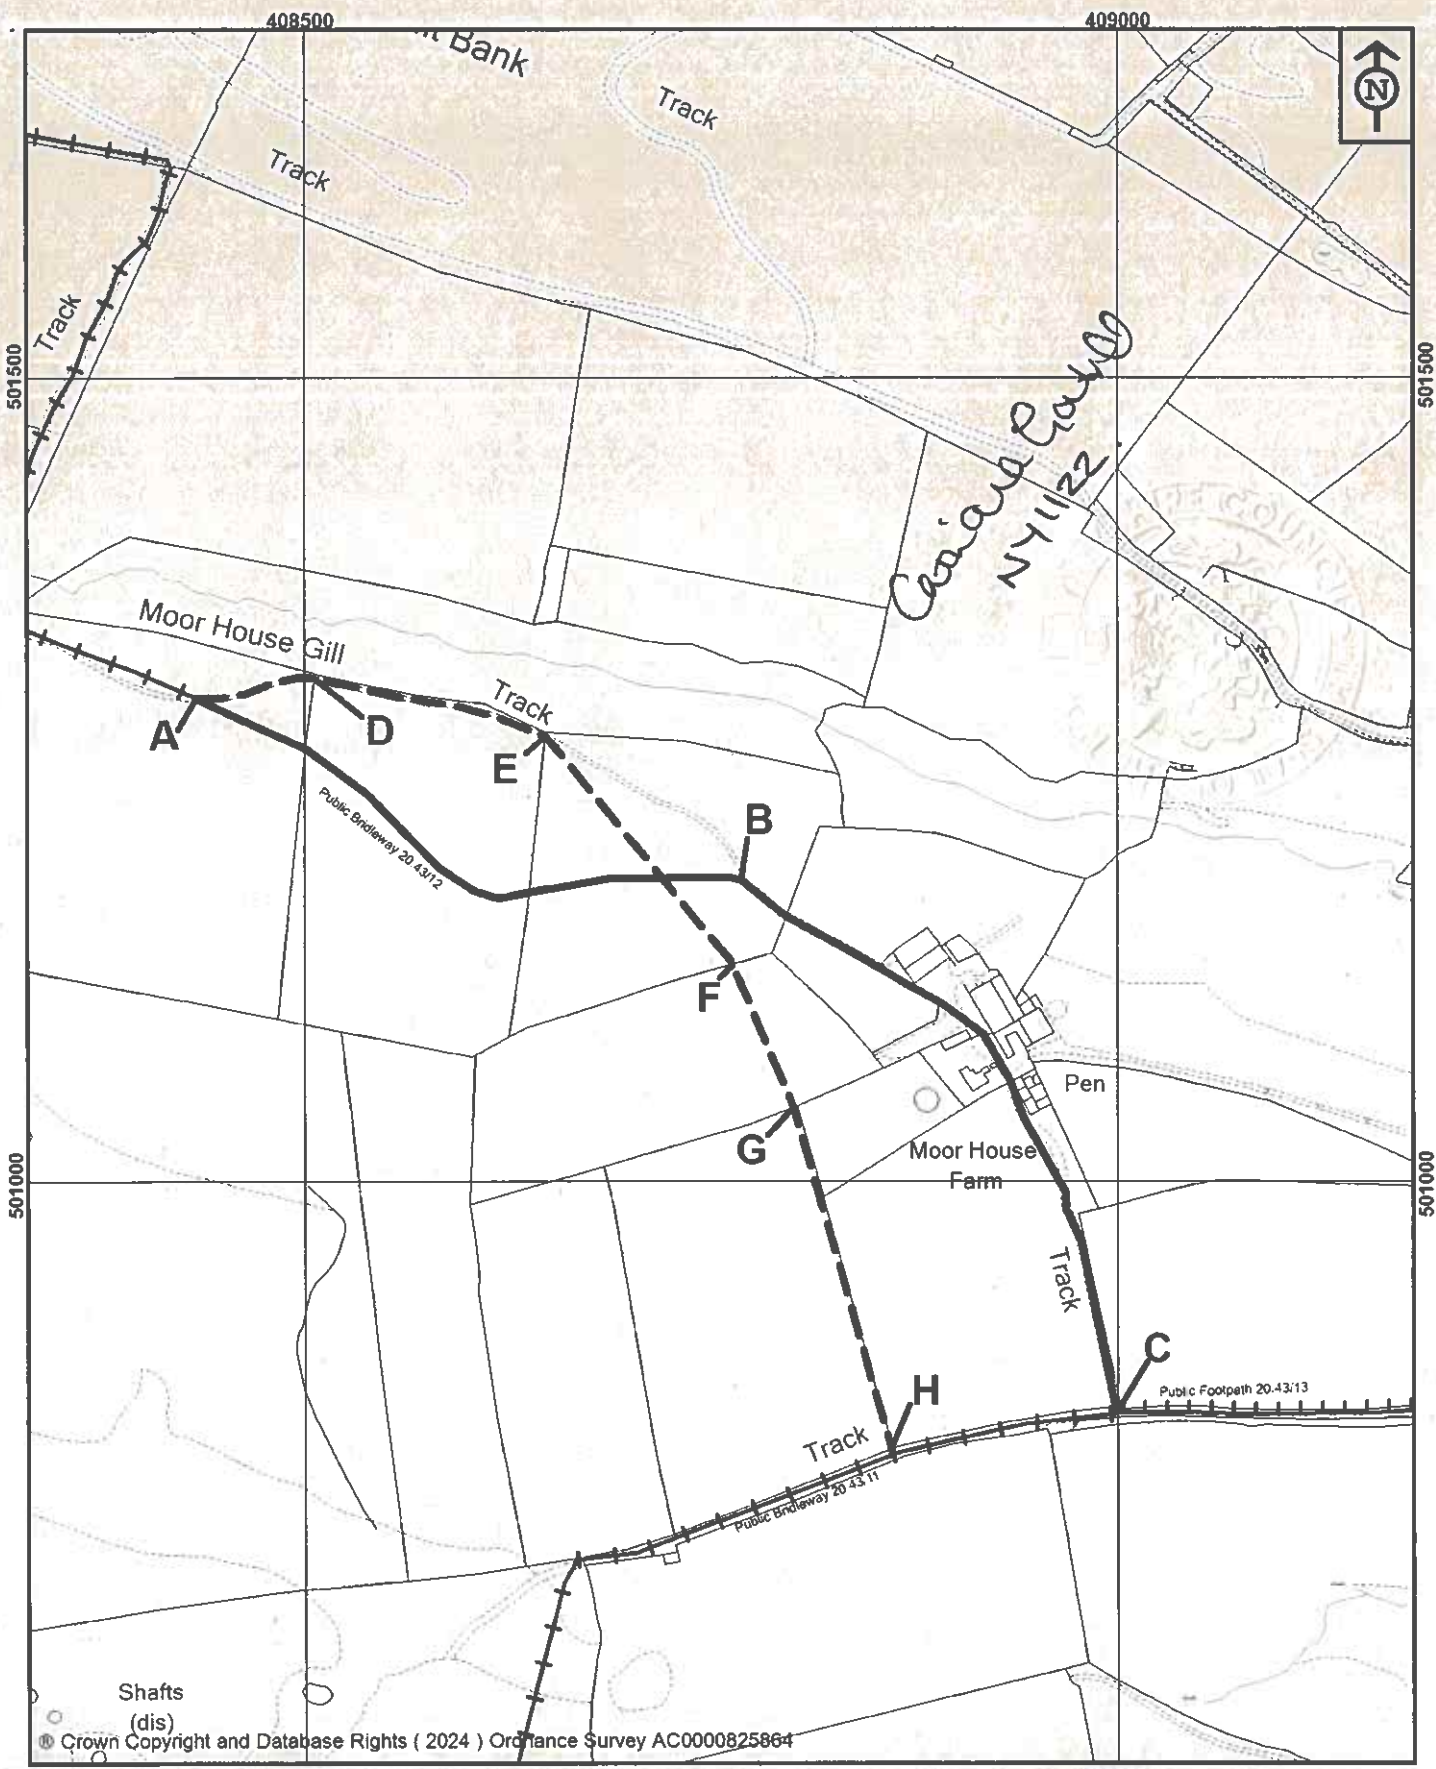 408500
409000
Bank
Track
N
Track
Track
501500
501500
NY1122
Moor House Gill
Track
A
D
E
Public Bridleway 20.43/12
B
F
Pen
G
Moor House
Farm
501000
501000
Track
C
H
Public Footpath 20.43/13
Track
Public Bridleway 20.43/11
Shafts
(dis)
© Crown Copyright and Database Rights ( 2024 ) Ordnance Survey AC0000825864